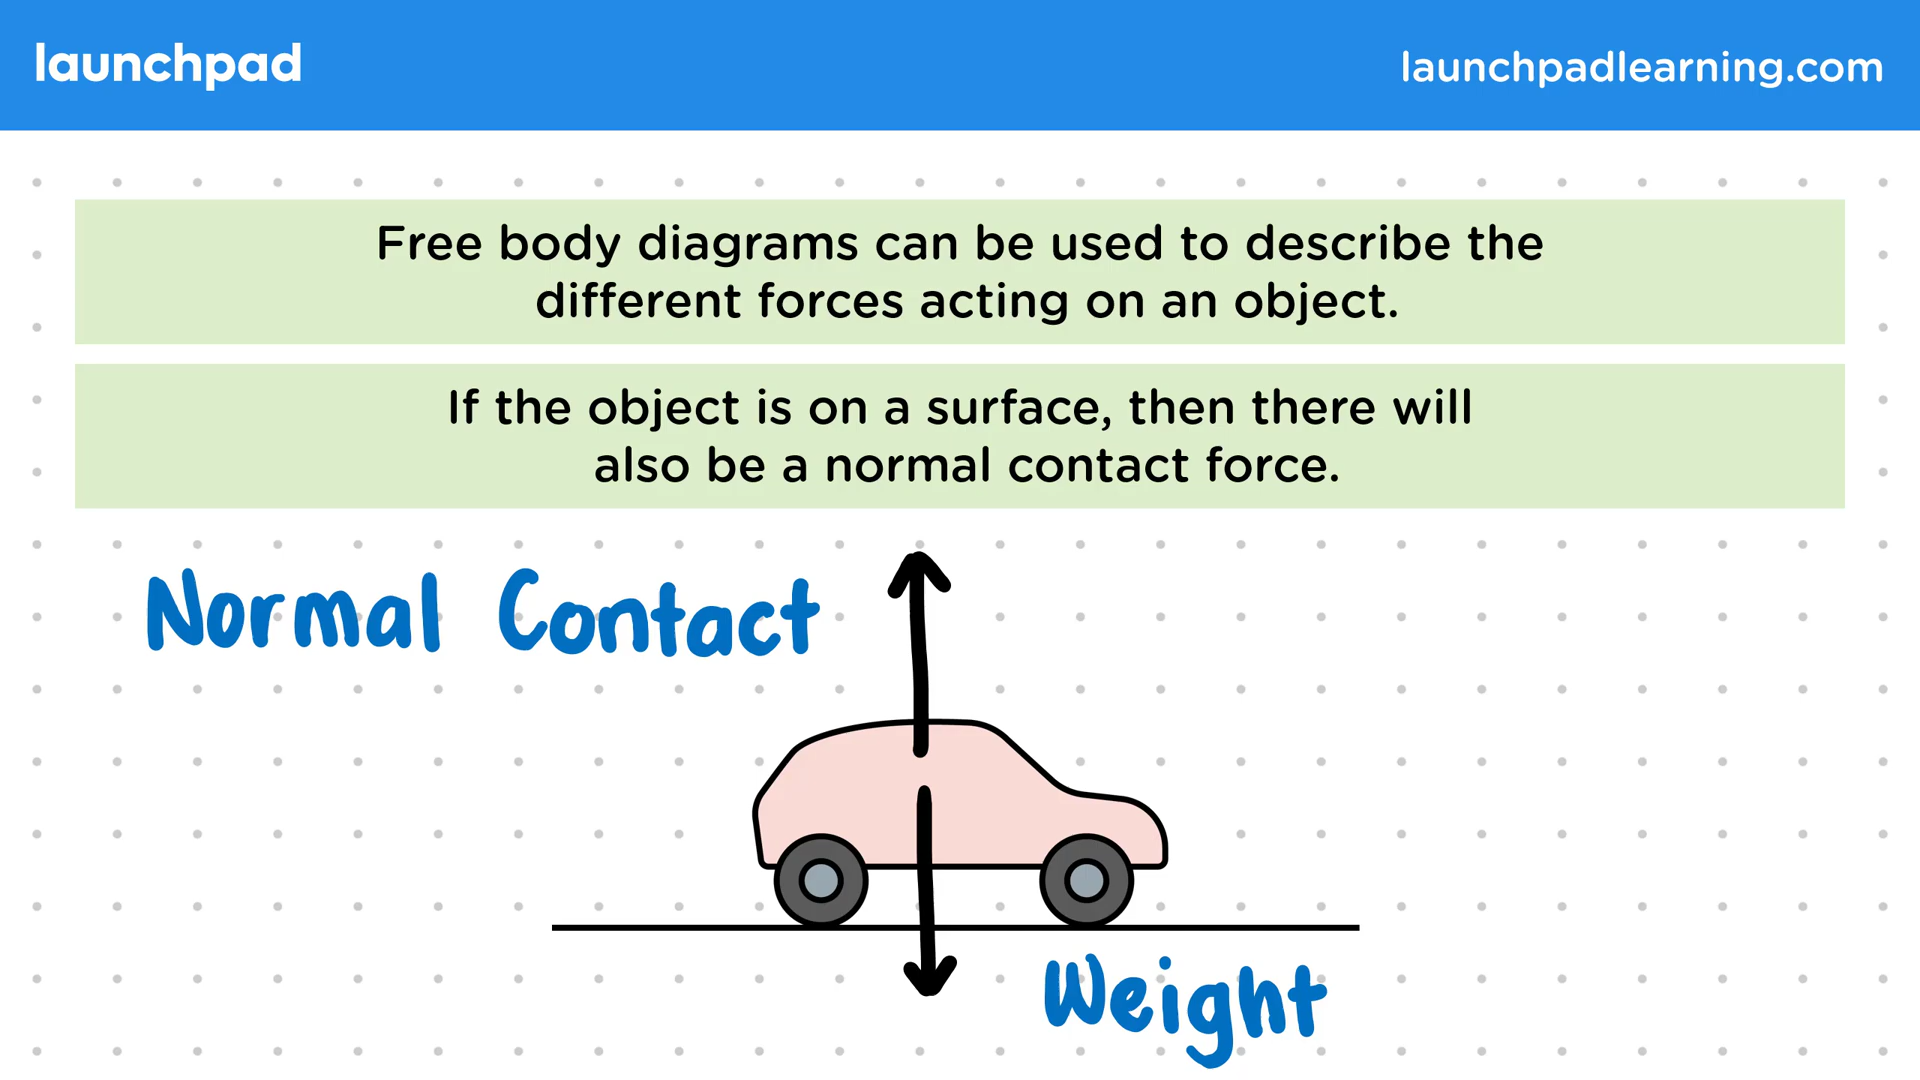 launchpad
launchpadlearning.com
Free body diagrams can be used to describe the
different forces acting on an object.
If the object is on a surface, then there will
also be a normal contact force.
Normal Contact
Weight